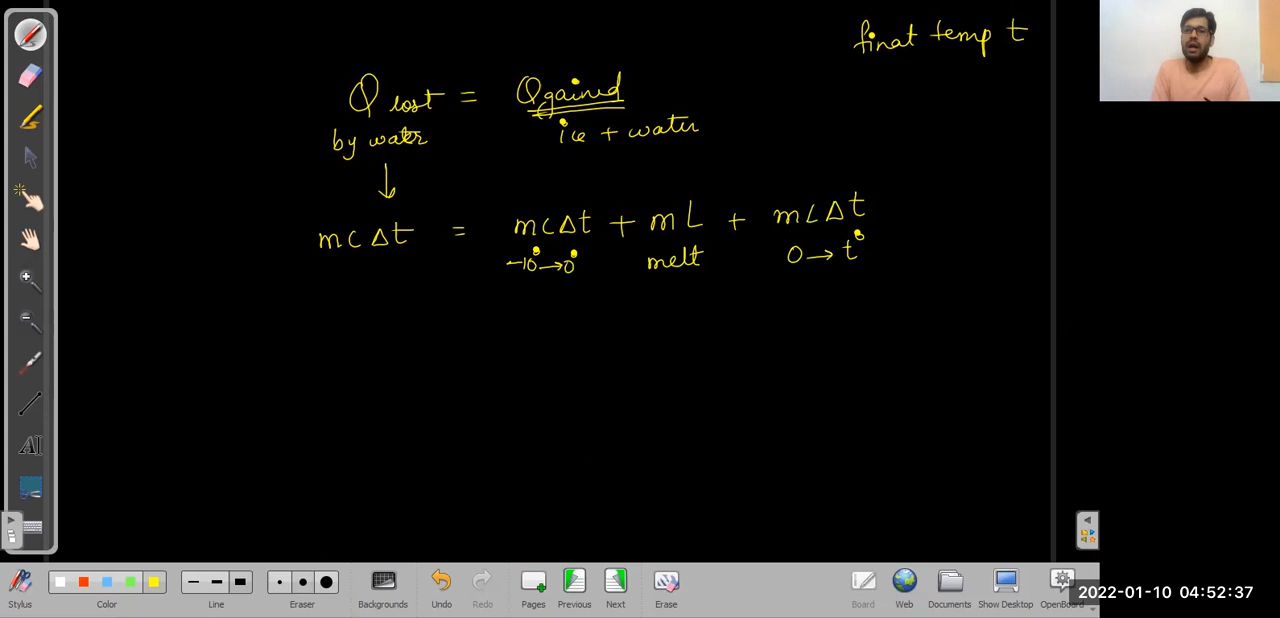 final temp t
Q lost = Q gained
by water
ice + water
mcΔt = mcΔt + mL + mcΔt
-10° → 0°
melt
0 → t°
AI
Stylus
Color
Line
Eraser
Backgrounds
Undo
Redo
Pages
Previous
Next
Erase
Board
Web
Documents
Show Desktop
OpenBoard
2022-01-10 04:52:37